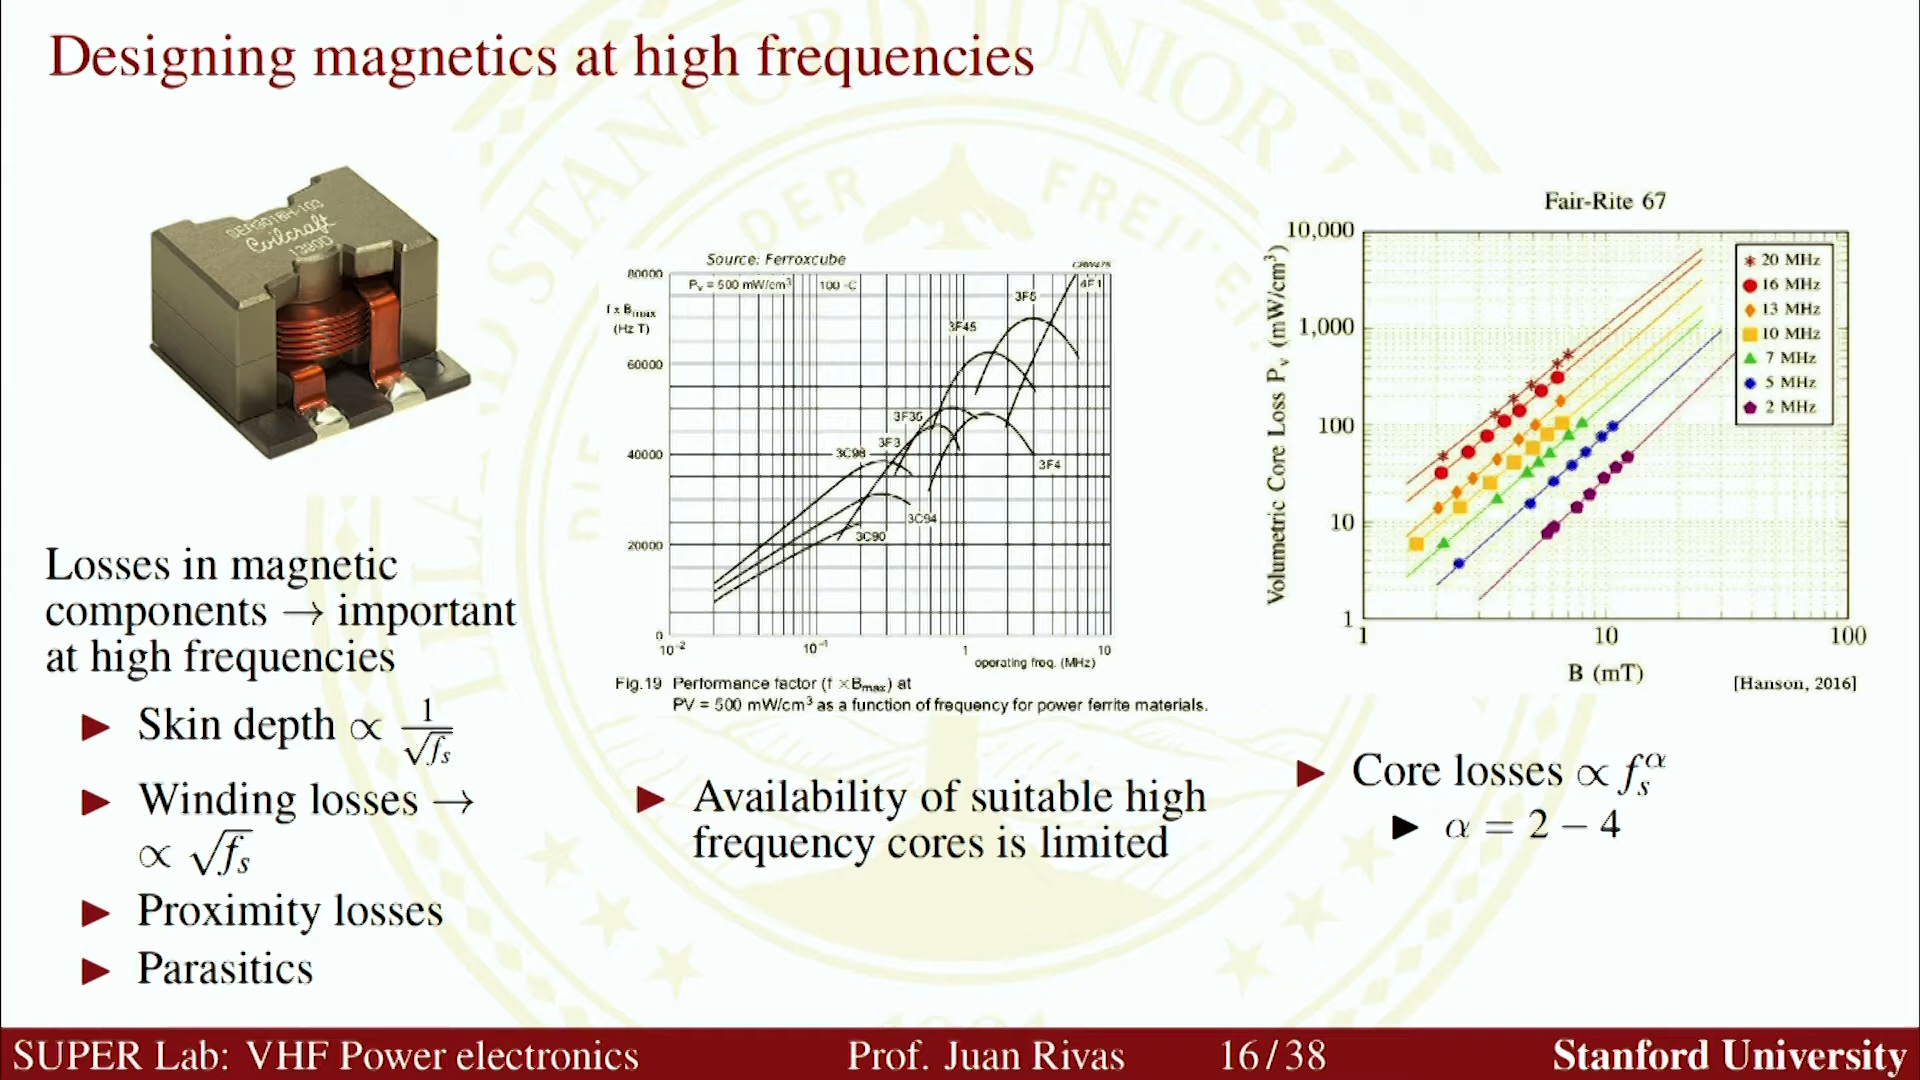 Designing magnetics at high frequencies
SER2018H-103
Coilcraft
1330D
Losses in magnetic
components → important
at high frequencies
▶ Skin depth ∝ 1/√fₛ
▶ Winding losses →
∝ √fₛ
▶ Proximity losses
▶ Parasitics
Source: Ferroxcube
80000
Pᵥ = 500 mW/cm³
100 °C
f x Bmax
(Hz T)
60000
40000
20000
0
10⁻²
10⁻¹
1
10
operating freq. (MHz)
4F1
3F5
3F45
3F35
3F3
3C98
3F4
3C94
3C90
Fig.19 Performance factor (f ×Bmax) at
PV = 500 mW/cm³ as a function of frequency for power ferrite materials.
▶ Availability of suitable high
frequency cores is limited
Fair-Rite 67
Volumetric Core Loss Pᵥ (mW/cm³)
10,000
1,000
100
10
1
1
10
100
B (mT)
20 MHz
16 MHz
13 MHz
10 MHz
7 MHz
5 MHz
2 MHz
[Hanson, 2016]
▶ Core losses ∝ fₛ^α
▶ α = 2 − 4
SUPER Lab: VHF Power electronics
Prof. Juan Rivas
16 / 38
Stanford University